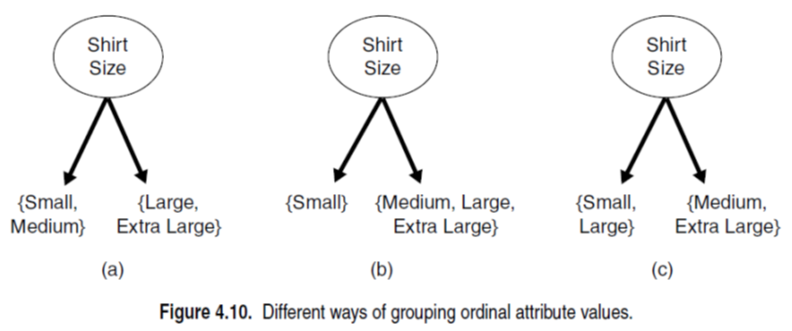 Shirt
Size
Shirt
Size
Shirt
Size
{Small,
Medium}
{Large,
Extra Large}
{Small}
{Medium, Large,
Extra Large}
{Small,
Large}
{Medium,
Extra Large}
(a)
(b)
(c)
Figure 4.10. Different ways of grouping ordinal attribute values.